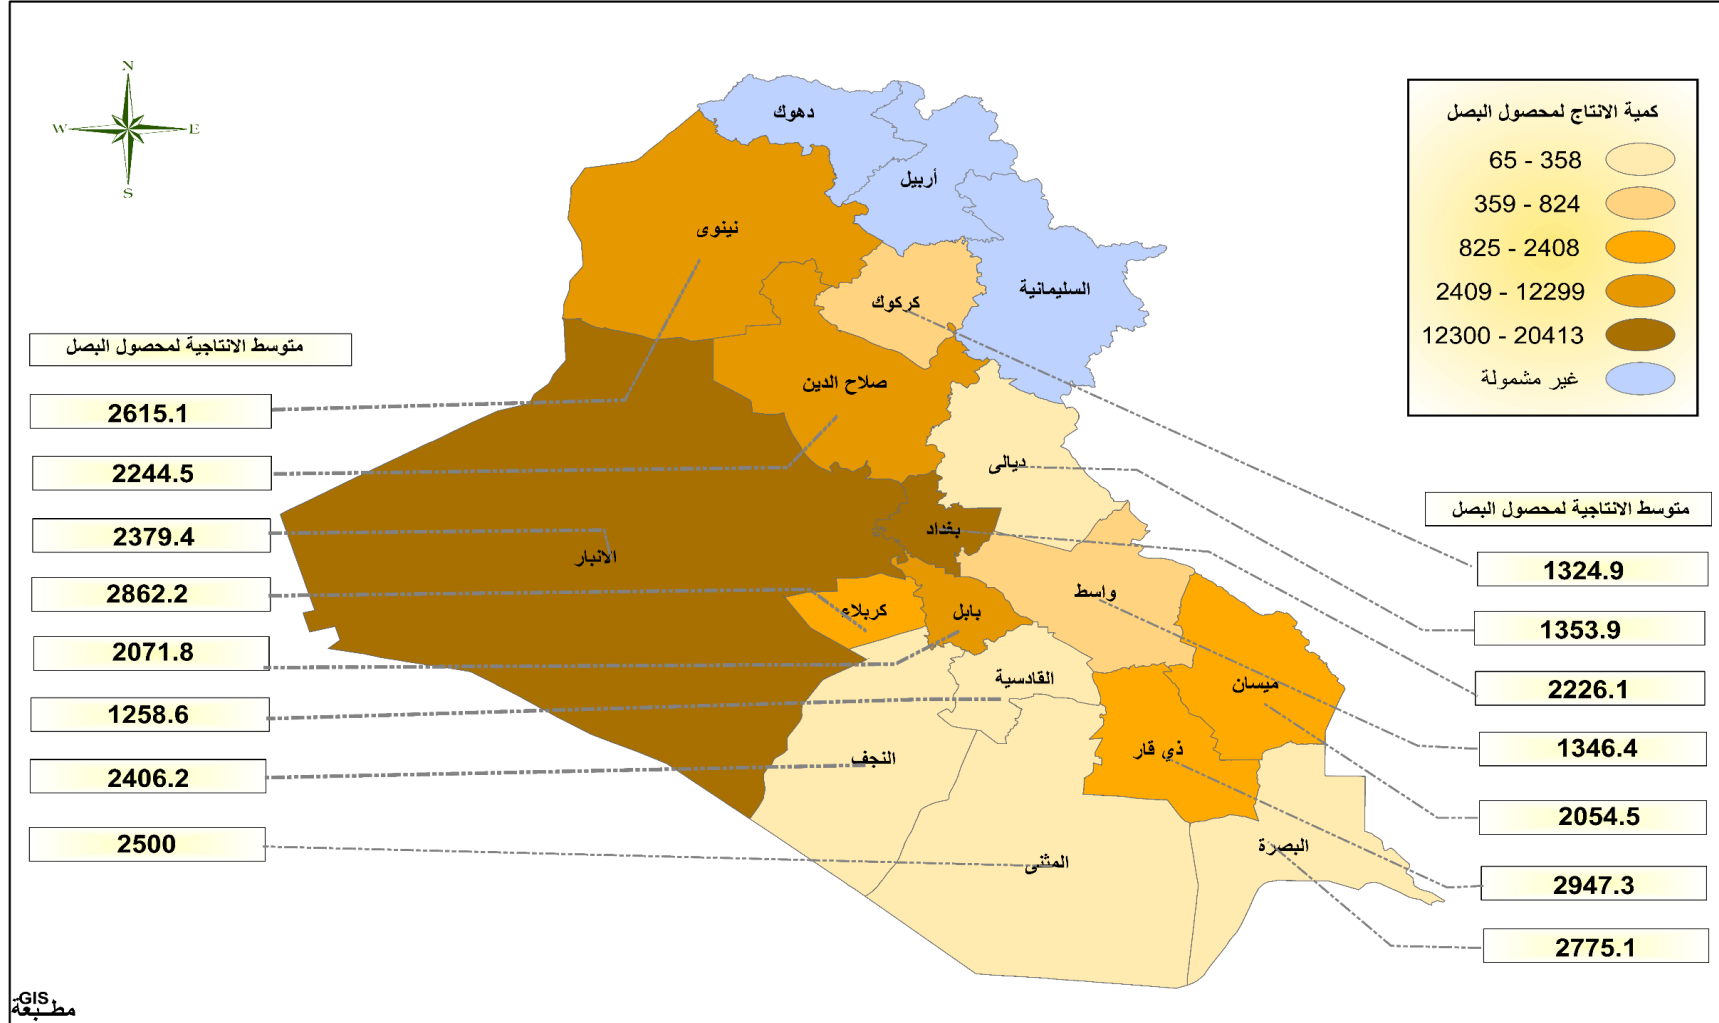 N
W E
S
كمية الانتاج لمحصول البصل
65 - 358
359 - 824
825 - 2408
2409 - 12299
12300 - 20413
غير مشمولة
دهوك
أربيل
نينوى
السليمانية
كركوك
صلاح الدين
ديالى
بغداد
الانبار
واسط
كربلاء
بابل
القادسية
ميسان
ذي قار
النجف
المثنى
البصرة
متوسط الانتاجية لمحصول البصل
2615.1
2244.5
2379.4
2862.2
2071.8
1258.6
2406.2
2500
متوسط الانتاجية لمحصول البصل
1324.9
1353.9
2226.1
1346.4
2054.5
2947.3
2775.1
GIS
مطبعة